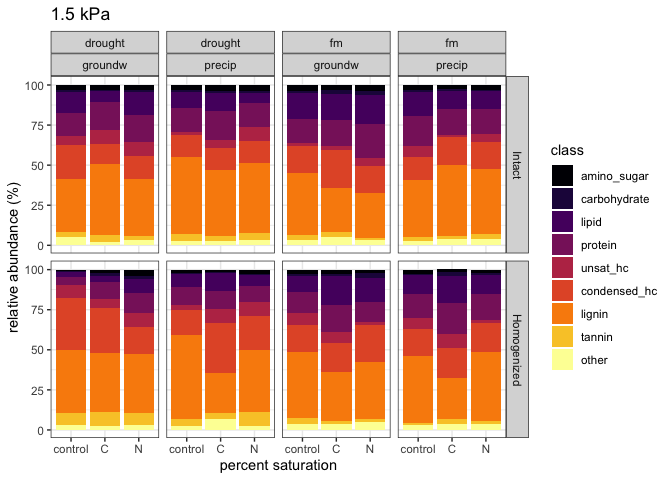 1.5 kPa
drought drought fm fm
groundw precip groundw precip
relative abundance (%)
100
75
50
25
0
Intact
100
75
50
25
0
Homogenized
control C N control C N control C N control C N
percent saturation
class
amino_sugar
carbohydrate
lipid
protein
unsat_hc
condensed_hc
lignin
tannin
other